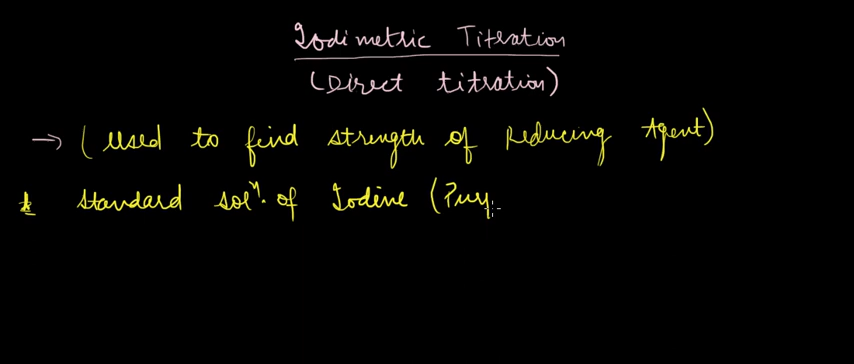 Iodimetric Titration
(Direct titration)
→ (Used to find strength of Reducing Agent)
* Standard solⁿ. of Iodine (